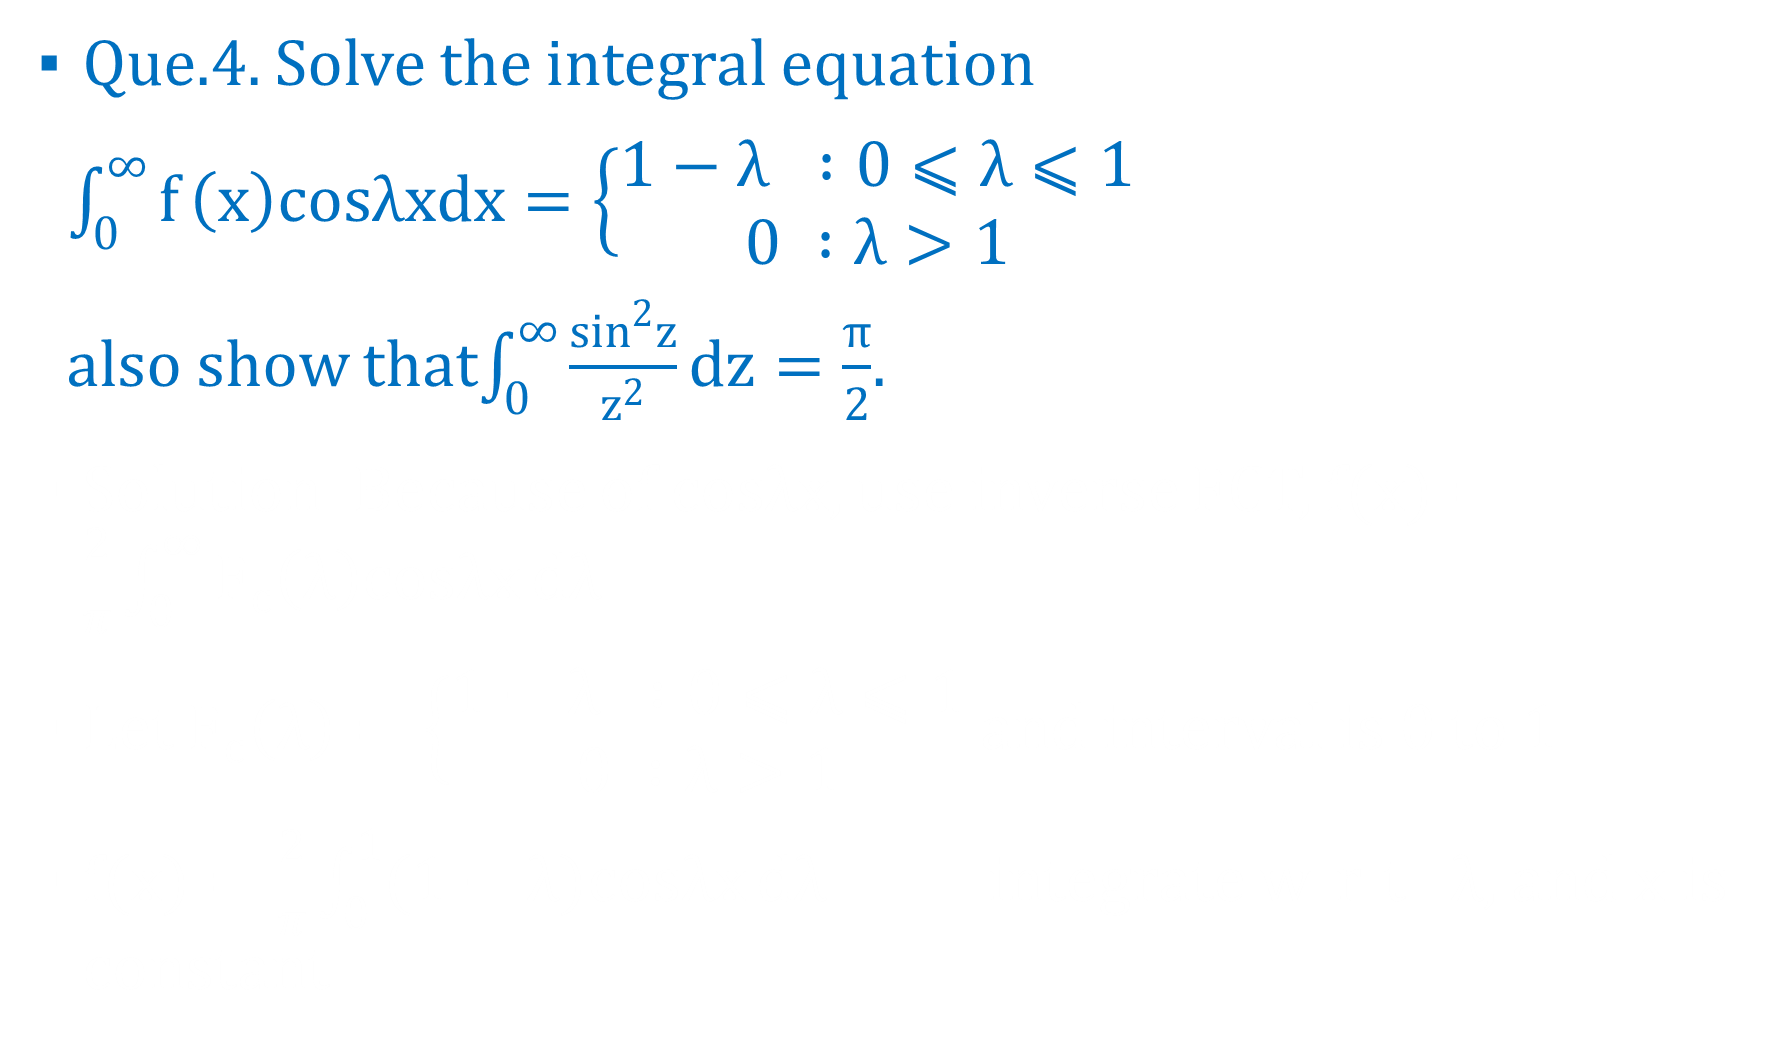 ▪ Que.4. Solve the integral equation
∫₀^∞ f (x)cosλxdx = { 1 − λ : 0 ⩽ λ ⩽ 1
0 : λ > 1
also show that ∫₀^∞ sin²z/z² dz = π/2.